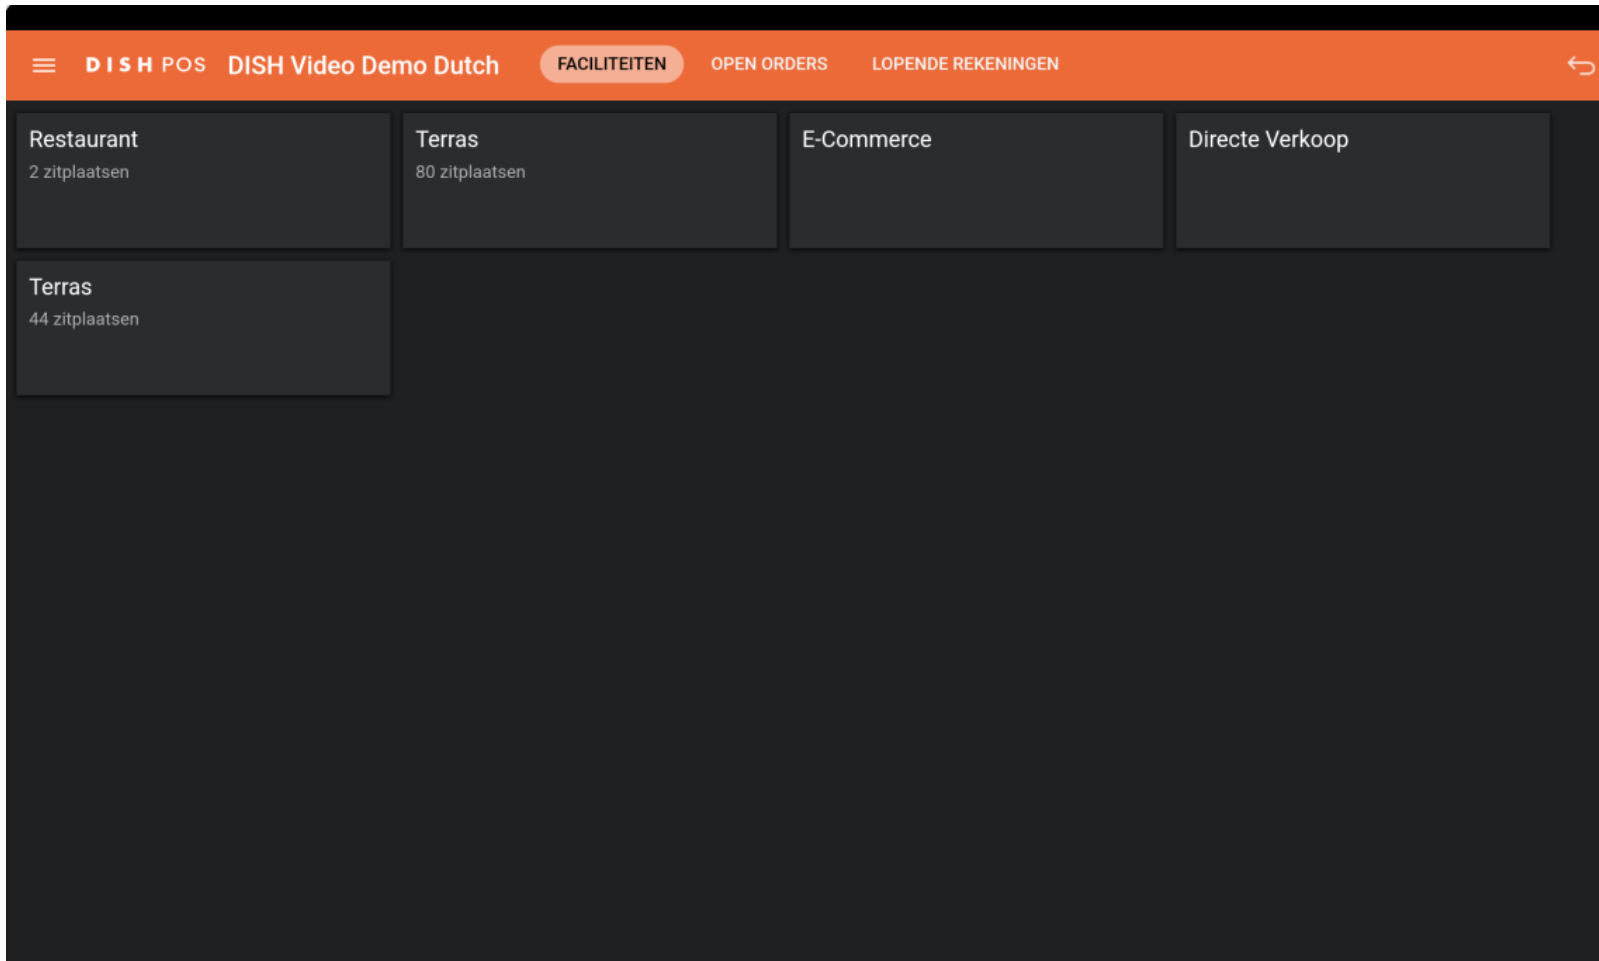 DISH POS DISH Video Demo Dutch FACILITEITEN OPEN ORDERS LOPENDE REKENINGEN
Restaurant
2 zitplaatsen
Terras
80 zitplaatsen
E-Commerce
Directe Verkoop
Terras
44 zitplaatsen